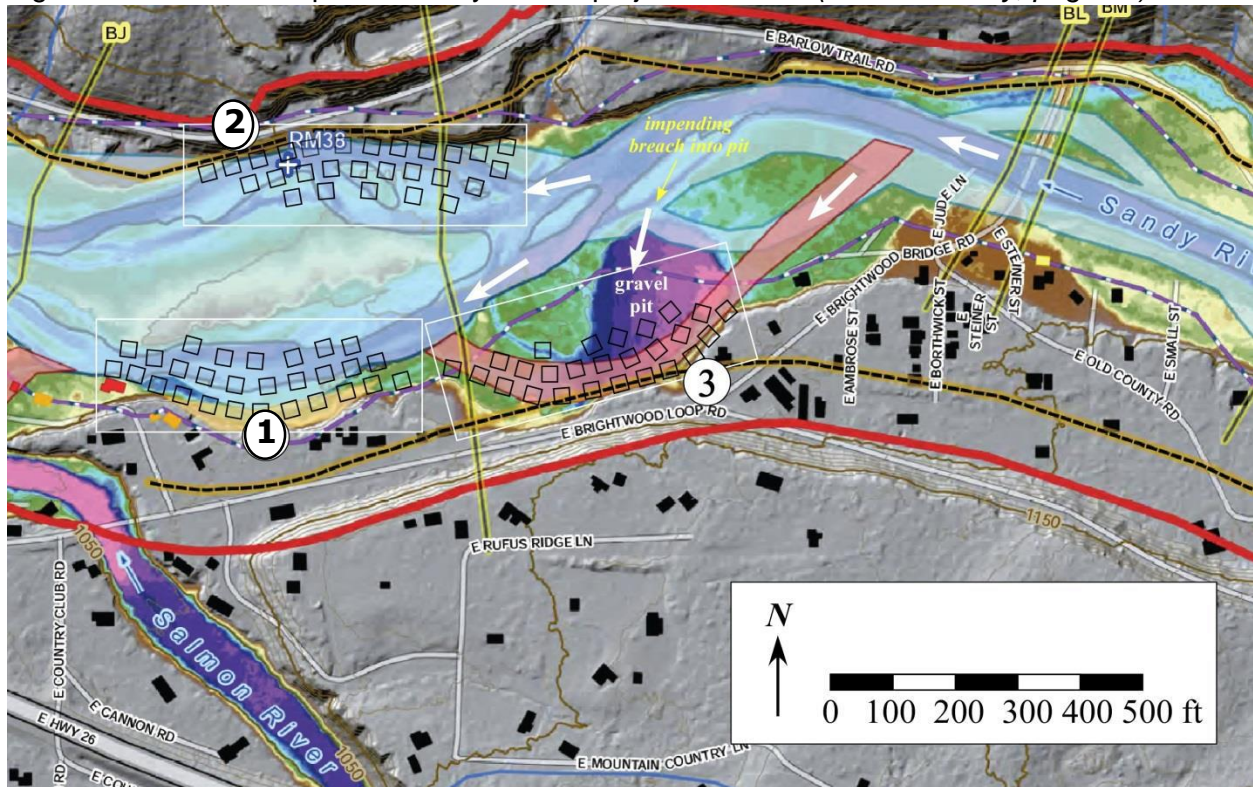 BJ
BL
BM
E BARLOW TRAIL RD
2
RM38
impending
breach into pit
E JUDE LN
Sandy Ri
gravel
pit
E BRIGHTWOOD BRIDGE RD
E STEINER ST
E
STEINER
ST
E BORTHWICK ST
E AMBROSE ST
E SMALL ST
E OLD COUNTY RD
3
1
E BRIGHTWOOD LOOP RD
1150
E RUFUS RIDGE LN
1050
Salmon River
1050
E COUNTRY CLUB RD
E CANNON RD
E HWY 26
RD
E MOUNTAIN COUNTRY LN
N
0 100 200 300 400 500 ft